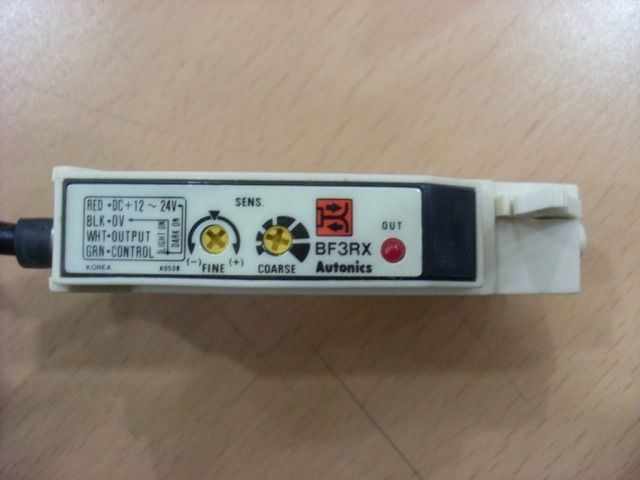 RED •DC+12 ~ 24V
BLK•0V
WHT•OUTPUT
GRN•CONTROL
LIGHT ON
DARK ON
KOREA
A0508
SENS.
(-) FINE (+)
COARSE
BF3RX
Autonics
OUT